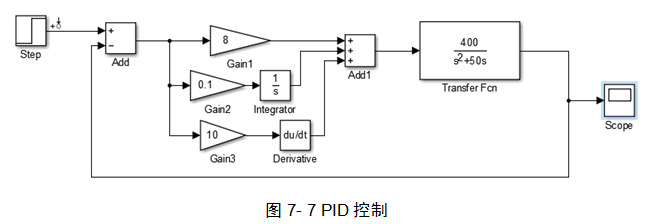 Step
+
−
Add
8
Gain1
0.1
Gain2
1
s
Integrator
10
Gain3
du/dt
Derivative
+
+
+
Add1
400
s²+50s
Transfer Fcn
Scope
图 7- 7 PID 控制